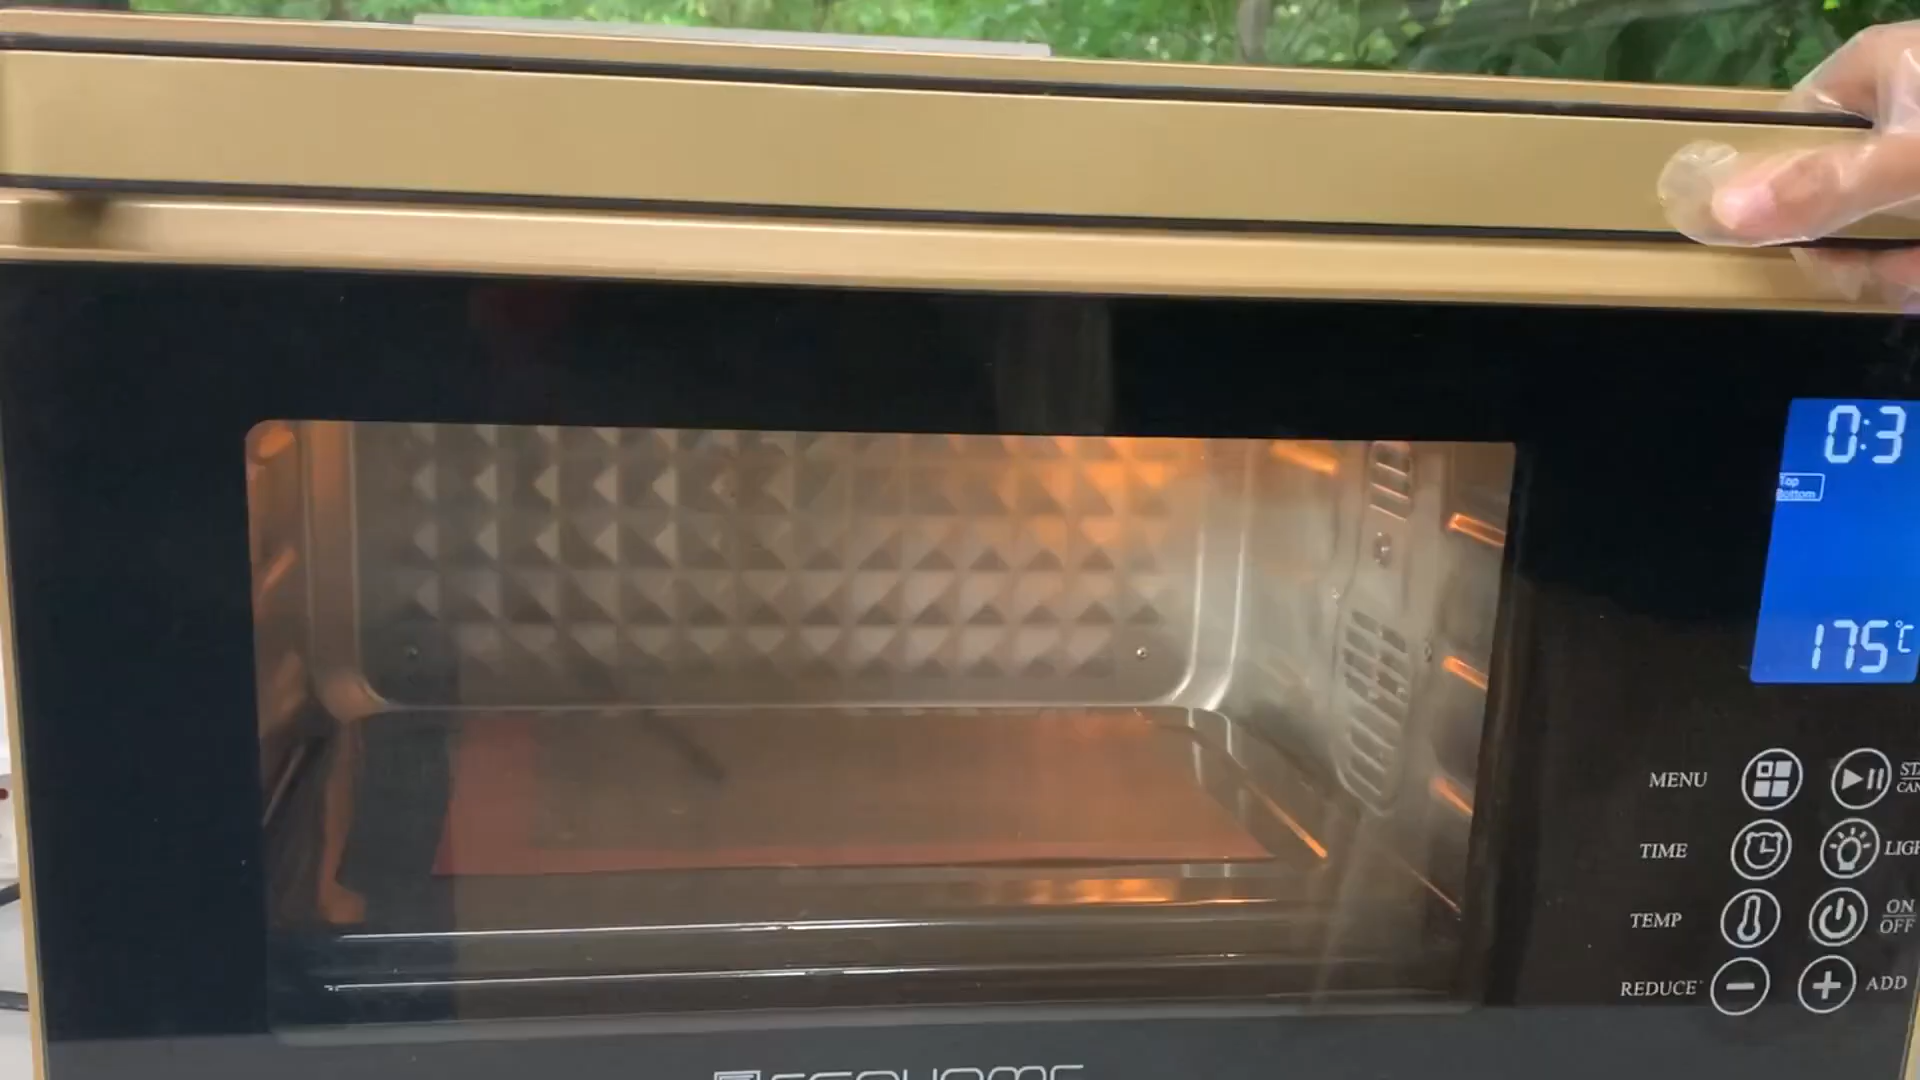 0:3
Top
Bottom
175℃
MENU
TIME
TEMP
ON
OFF
REDUCE
ADD